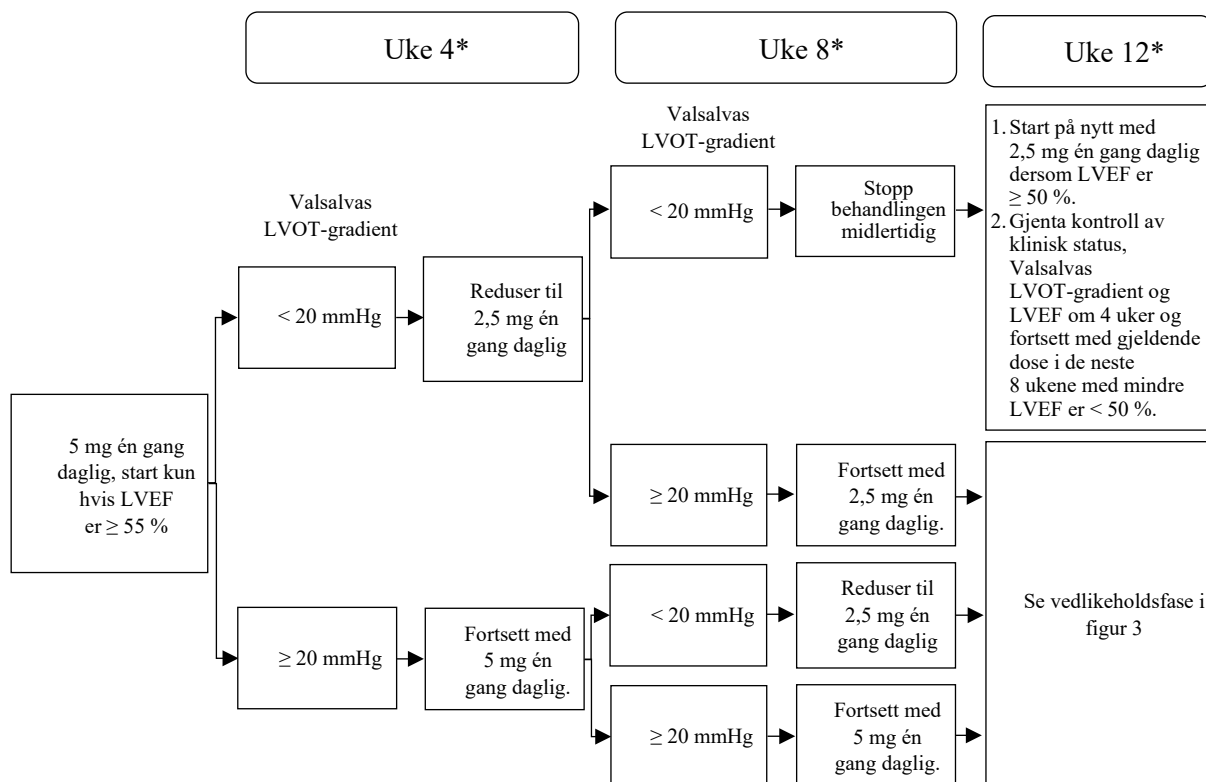 Uke 4*
Uke 8*
Uke 12*
Valsalvas
LVOT-gradient
< 20 mmHg
Reduser til
2,5 mg én
gang daglig
Valsalvas
LVOT-gradient
< 20 mmHg
Stopp
behandlingen
midlertidig
1. Start på nytt med
2,5 mg én gang daglig
dersom LVEF er
≥ 50 %.
2. Gjenta kontroll av
klinisk status,
Valsalvas
LVOT-gradient og
LVEF om 4 uker og
fortsett med gjeldende
dose i de neste
8 ukene med mindre
LVEF er < 50 %.
5 mg én gang
daglig, start kun
hvis LVEF
er ≥ 55 %
≥ 20 mmHg
Fortsett med
2,5 mg én
gang daglig.
≥ 20 mmHg
Fortsett med
5 mg én
gang daglig.
< 20 mmHg
Reduser til
2,5 mg én
gang daglig
≥ 20 mmHg
Fortsett med
5 mg én
gang daglig.
Se vedlikeholdsfase i
figur 3